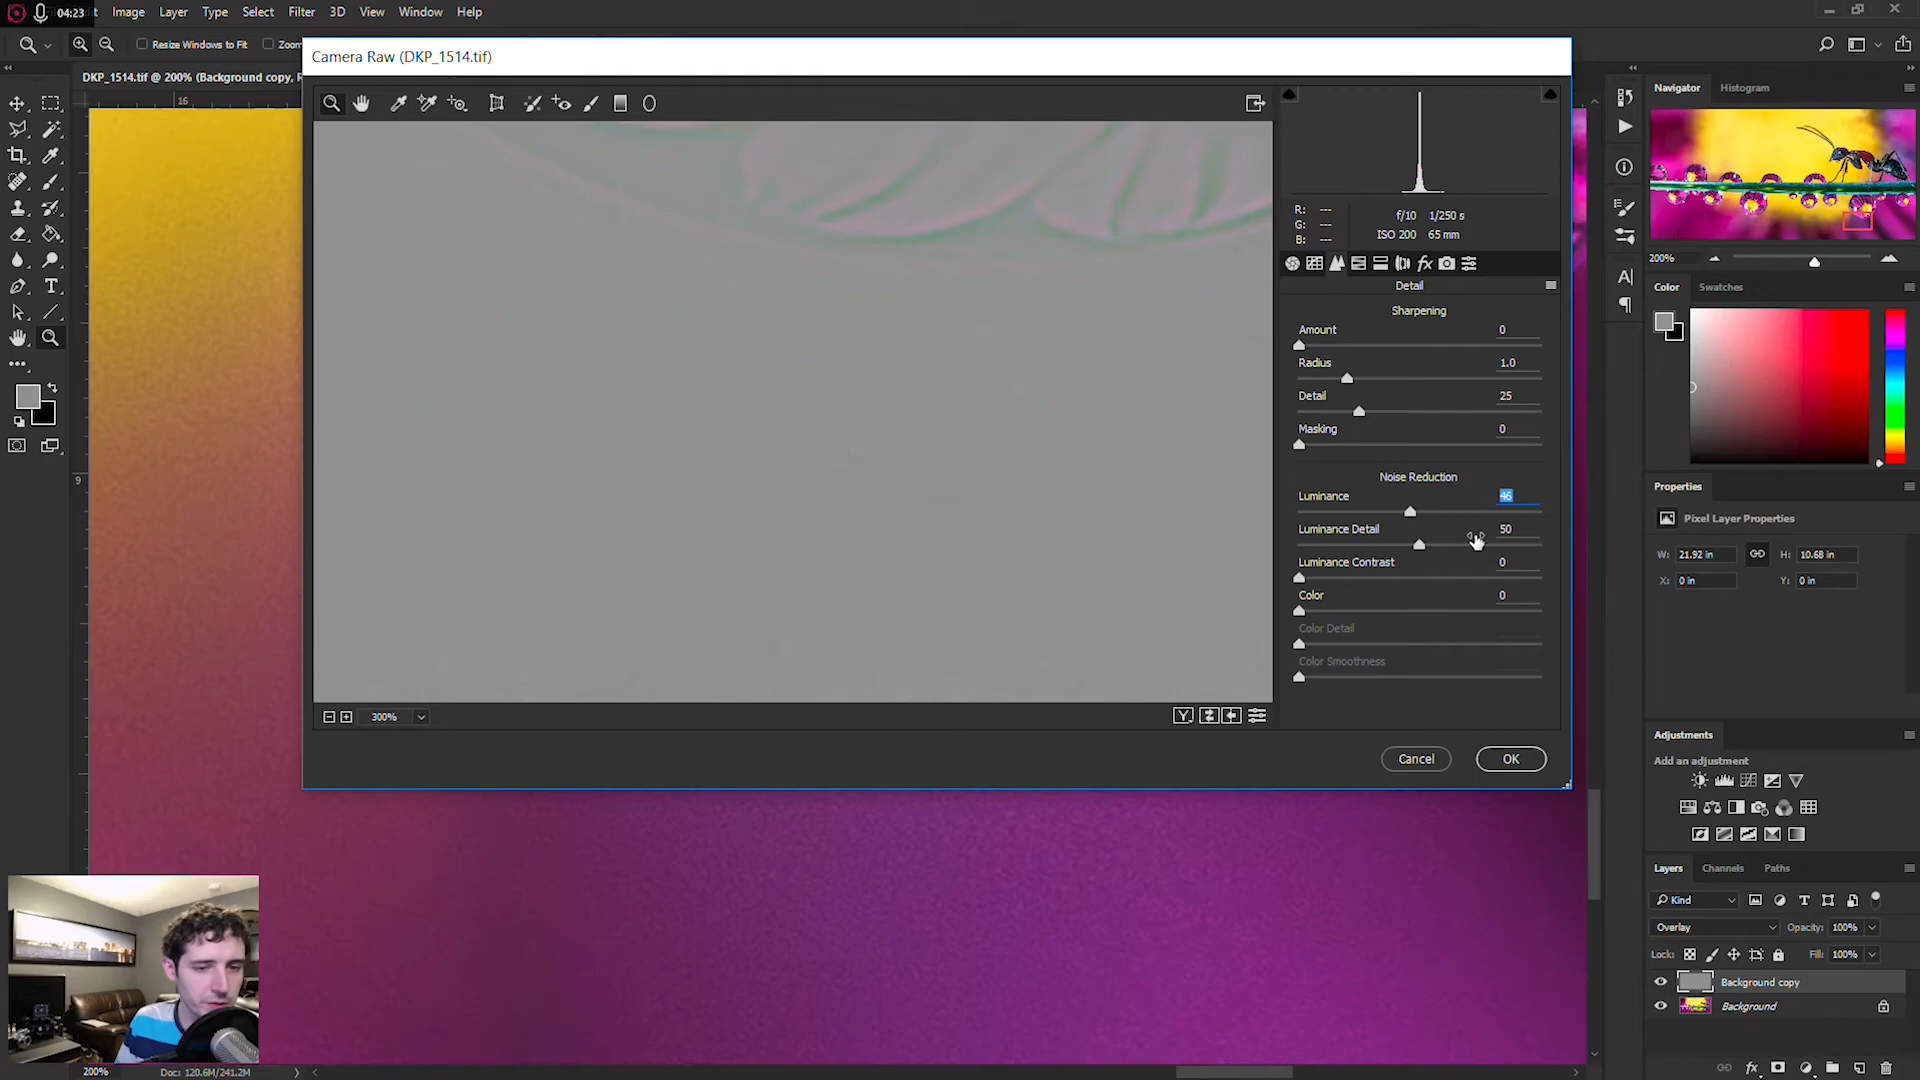 04:23
Image Layer Type Select Filter 3D View Window Help
Resize Windows to Fit
Zoom
Camera Raw (DKP_1514.tif)
DKP_1514.tif @ 200% (Background copy, R
16
9
R: ---
G: ---
B: ---
f/10 1/250 s
ISO 200 65 mm
fx
Detail
Sharpening
Amount 0
Radius 1.0
Detail 25
Masking 0
Noise Reduction
Luminance 46
Luminance Detail 50
Luminance Contrast 0
Color 0
Color Detail
Color Smoothness
300%
Y
Cancel OK
Navigator Histogram
200%
Color Swatches
Properties
Pixel Layer Properties
W: 21.92 in H: 10.68 in
X: 0 in Y: 0 in
Adjustments
Add an adjustment
Layers Channels Paths
Kind
Overlay Opacity: 100%
Lock: Fill: 100%
Background copy
Background
fx
200% Doc: 120.6M/241.2M